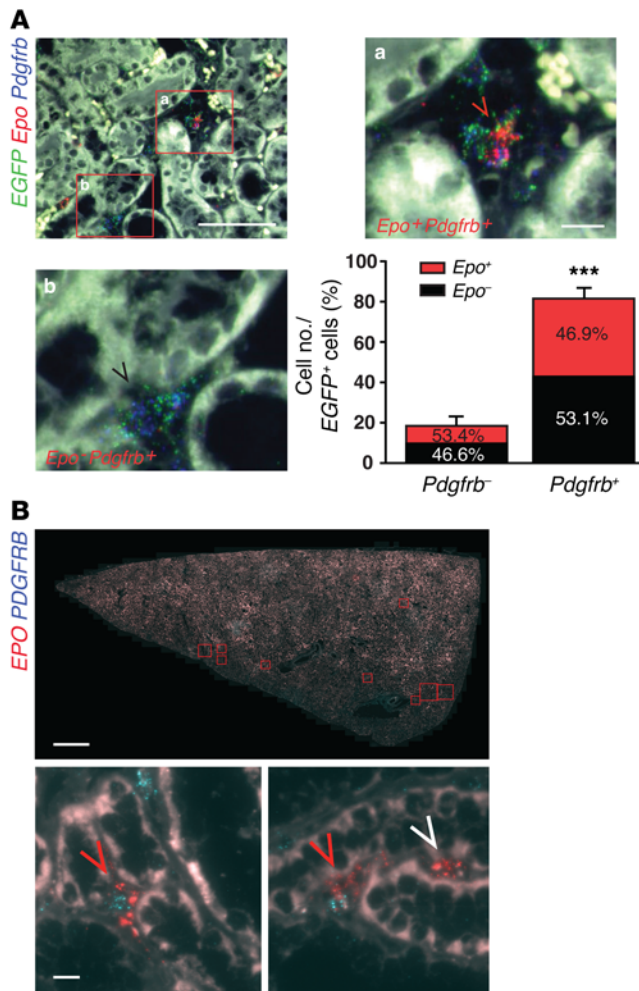 A
EGFP Epo Pdgfrb
a
b
a
Epo+Pdgfrb+
b
Epo-Pdgfrb+
100
80
60
40
20
0
Cell no./
EGFP+ cells (%)
Epo+
Epo−
***
53.4%
46.6%
46.9%
53.1%
Pdgfrb− Pdgfrb+
B
EPO PDGFRB